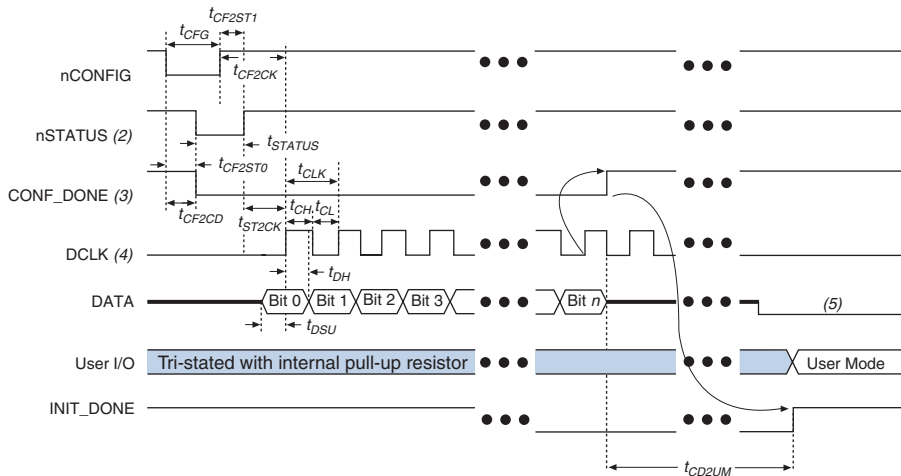 tCF2ST1
tCFG
nCONFIG
tCF2CK
nSTATUS (2)
tSTATUS
tCF2ST0
tCLK
CONF_DONE (3)
tCF2CD
tST2CK
tCH
tCL
DCLK (4)
tDH
DATA
Bit 0
Bit 1
Bit 2
Bit 3
Bit n
(5)
tDSU
User I/O
Tri-stated with internal pull-up resistor
User Mode
INIT_DONE
tCD2UM